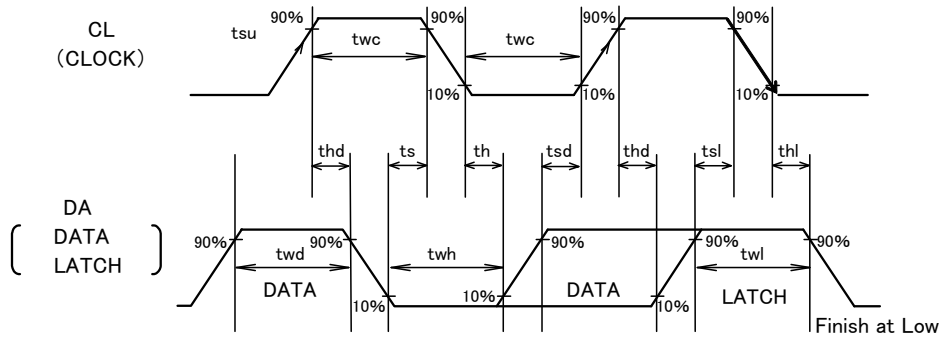 90% 90% 90% 90%
CL tsu twc twc
(CLOCK)
10% 10% 10%
thd ts th tsd thd tsl thl
DA
DATA
LATCH
90% 90% 90% 90% 90%
twd twh twl
DATA 10% 10% DATA 10% LATCH
Finish at Low